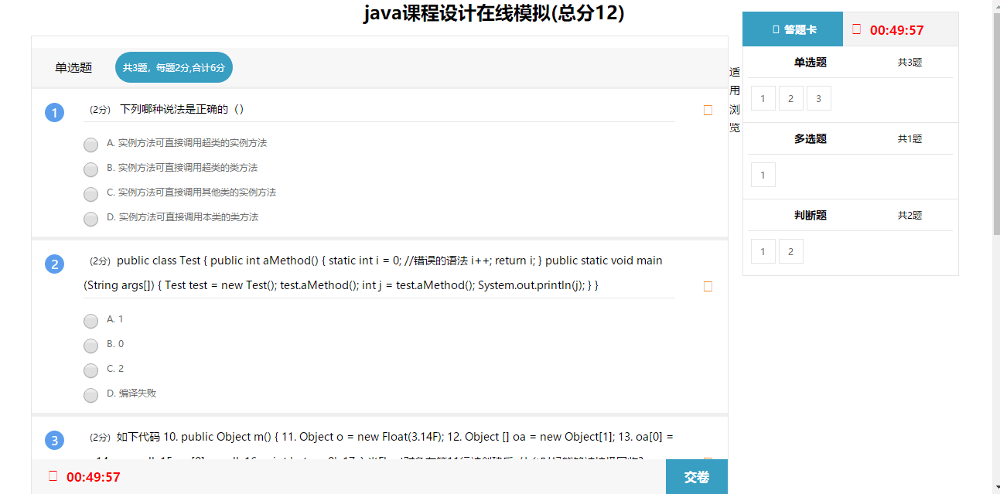 java课程设计在线模拟(总分12)
单选题
共3题，每题2分,合计6分
1
(2分) 下列哪种说法是正确的（）
A. 实例方法可直接调用超类的实例方法
B. 实例方法可直接调用超类的类方法
C. 实例方法可直接调用其他类的实例方法
D. 实例方法可直接调用本类的类方法
2
(2分) public class Test { public int aMethod() { static int i = 0; //错误的语法 i++; return i; } public static void main
(String args[]) { Test test = new Test(); test.aMethod(); int j = test.aMethod(); System.out.println(j); } }
A. 1
B. 0
C. 2
D. 编译失败
3
(2分) 如下代码 10. public Object m() { 11. Object o = new Float(3.14F); 12. Object [] oa = new Object[1]; 13. oa[0] =
00:49:57
交卷
适
用
浏
览
答题卡
00:49:57
单选题 共3题
1 2 3
多选题 共1题
1
判断题 共2题
1 2